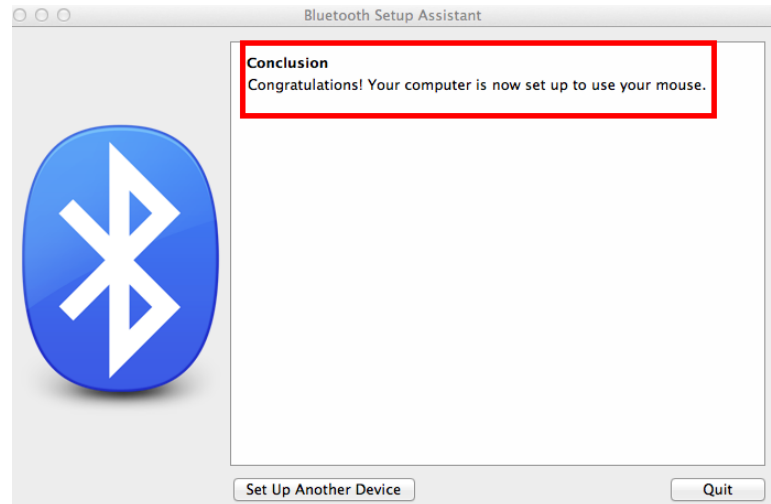 Bluetooth Setup Assistant
Conclusion
Congratulations! Your computer is now set up to use your mouse.
Set Up Another Device
Quit